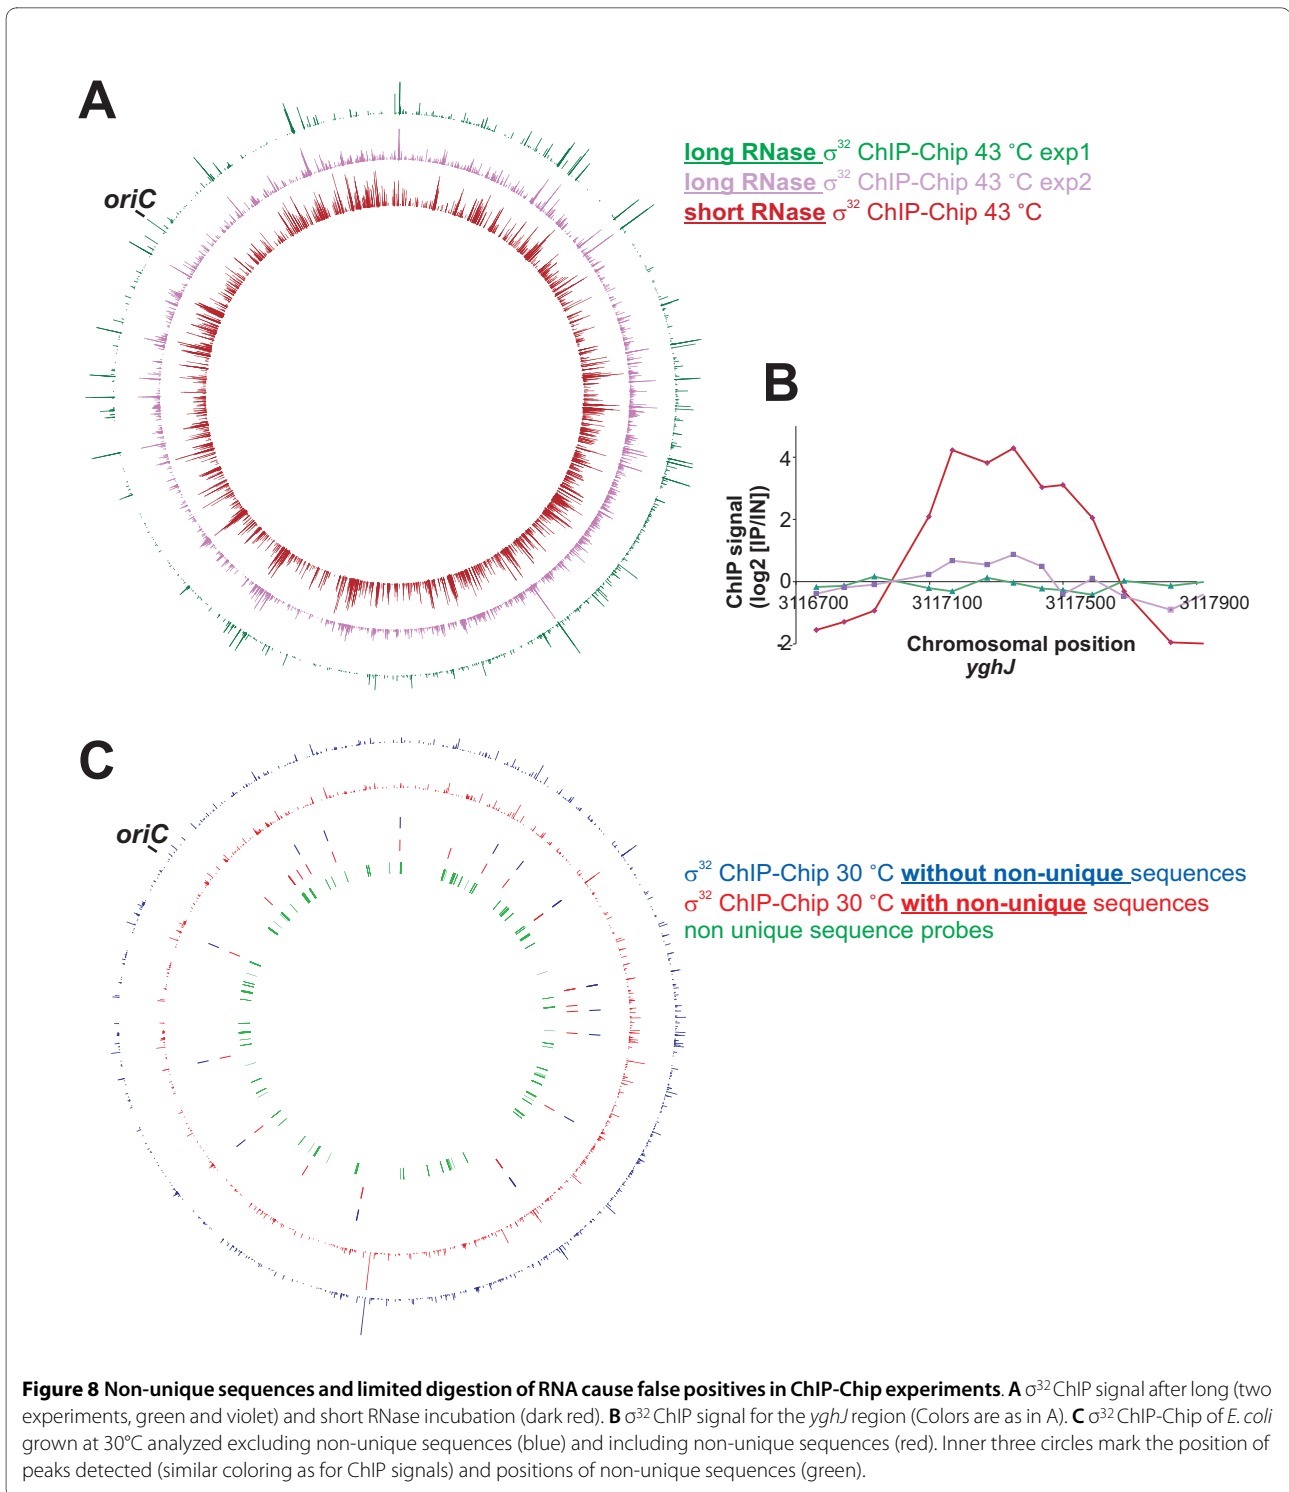 A
oriC
long RNase σ32 ChIP-Chip 43 °C exp1
long RNase σ32 ChIP-Chip 43 °C exp2
short RNase σ32 ChIP-Chip 43 °C
B
ChIP signal
(log2 [IP/IN])
4
2
0
-2
3116700
3117100
3117500
3117900
Chromosomal position
yghJ
C
oriC
σ32 ChIP-Chip 30 °C without non-unique sequences
σ32 ChIP-Chip 30 °C with non-unique sequences
non unique sequence probes
Figure 8 Non-unique sequences and limited digestion of RNA cause false positives in ChIP-Chip experiments. A σ32 ChIP signal after long (two
experiments, green and violet) and short RNase incubation (dark red). B σ32 ChIP signal for the yghJ region (Colors are as in A). C σ32 ChIP-Chip of E. coli
grown at 30°C analyzed excluding non-unique sequences (blue) and including non-unique sequences (red). Inner three circles mark the position of
peaks detected (similar coloring as for ChIP signals) and positions of non-unique sequences (green).